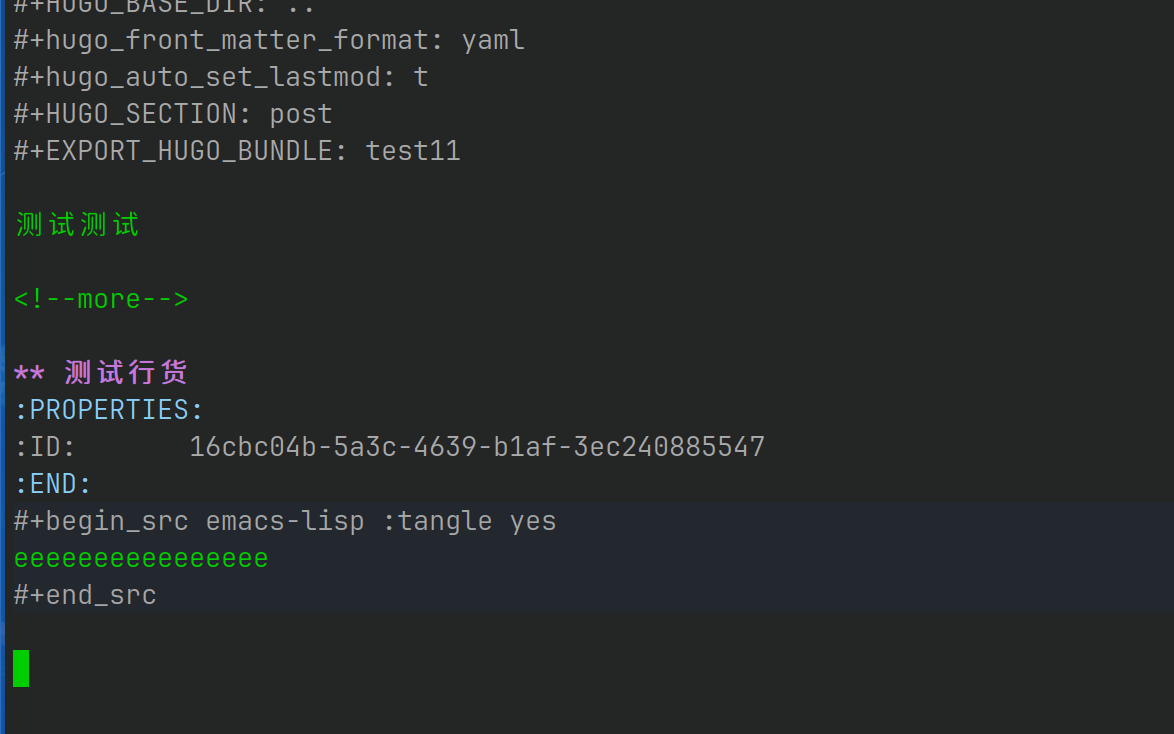 #+HUGO_BASE_DIR: ..
#+hugo_front_matter_format: yaml
#+hugo_auto_set_lastmod: t
#+HUGO_SECTION: post
#+EXPORT_HUGO_BUNDLE: test11
测试测试
<!--more-->
** 测试行货
:PROPERTIES:
:ID:       16cbc04b-5a3c-4639-b1af-3ec240885547
:END:
#+begin_src emacs-lisp :tangle yes
eeeeeeeeeeeeeeee
#+end_src